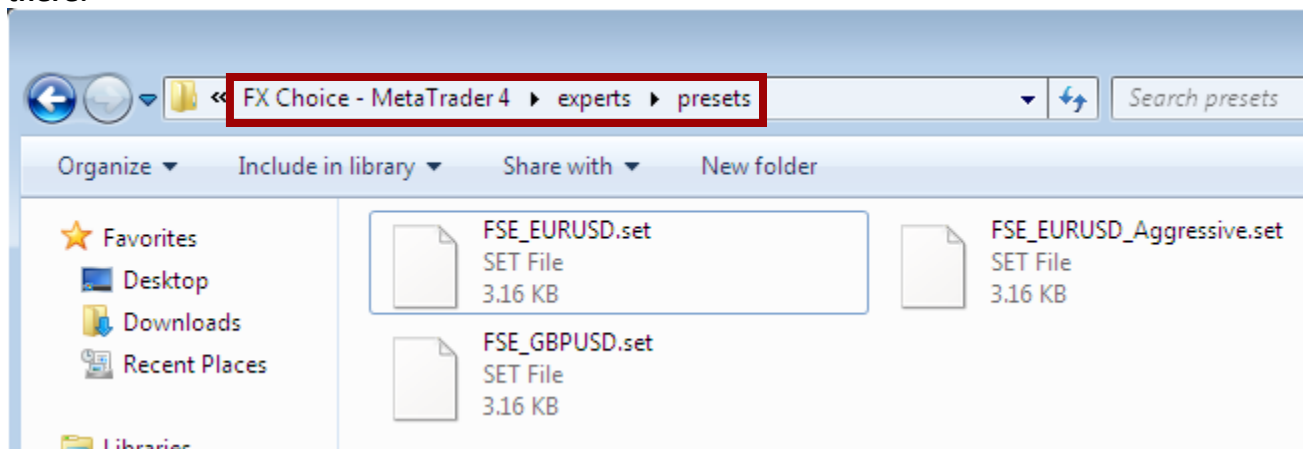 « FX Choice - MetaTrader 4 ▸ experts ▸ presets
Search presets
Organize ▾ Include in library ▾ Share with ▾ New folder
Favorites
Desktop
Downloads
Recent Places
Libraries
FSE_EURUSD.set
SET File
3.16 KB
FSE_EURUSD_Aggressive.set
SET File
3.16 KB
FSE_GBPUSD.set
SET File
3.16 KB